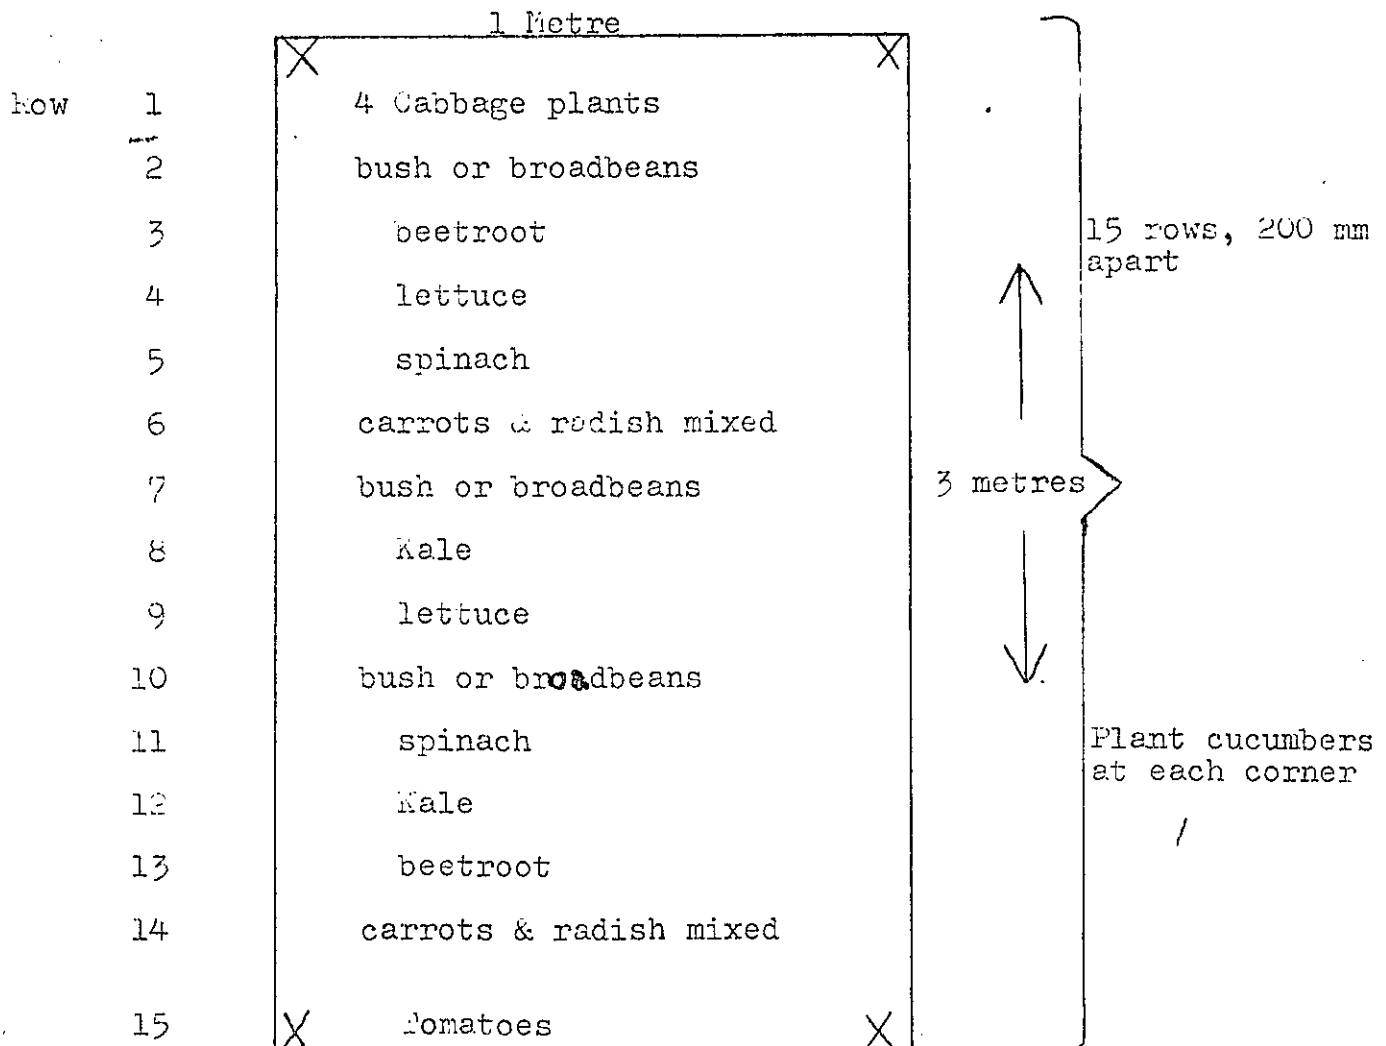 1 Metre
Row 1 4 Cabbage plants
2 bush or broadbeans
3 beetroot
15 rows, 200 mm
apart
4 lettuce
5 spinach
6 carrots & radish mixed
7 bush or broadbeans
3 metres
8 Kale
9 lettuce
10 bush or broadbeans
11 spinach
Plant cucumbers
at each corner
12 Kale
13 beetroot
14 carrots & radish mixed
15 Tomatoes